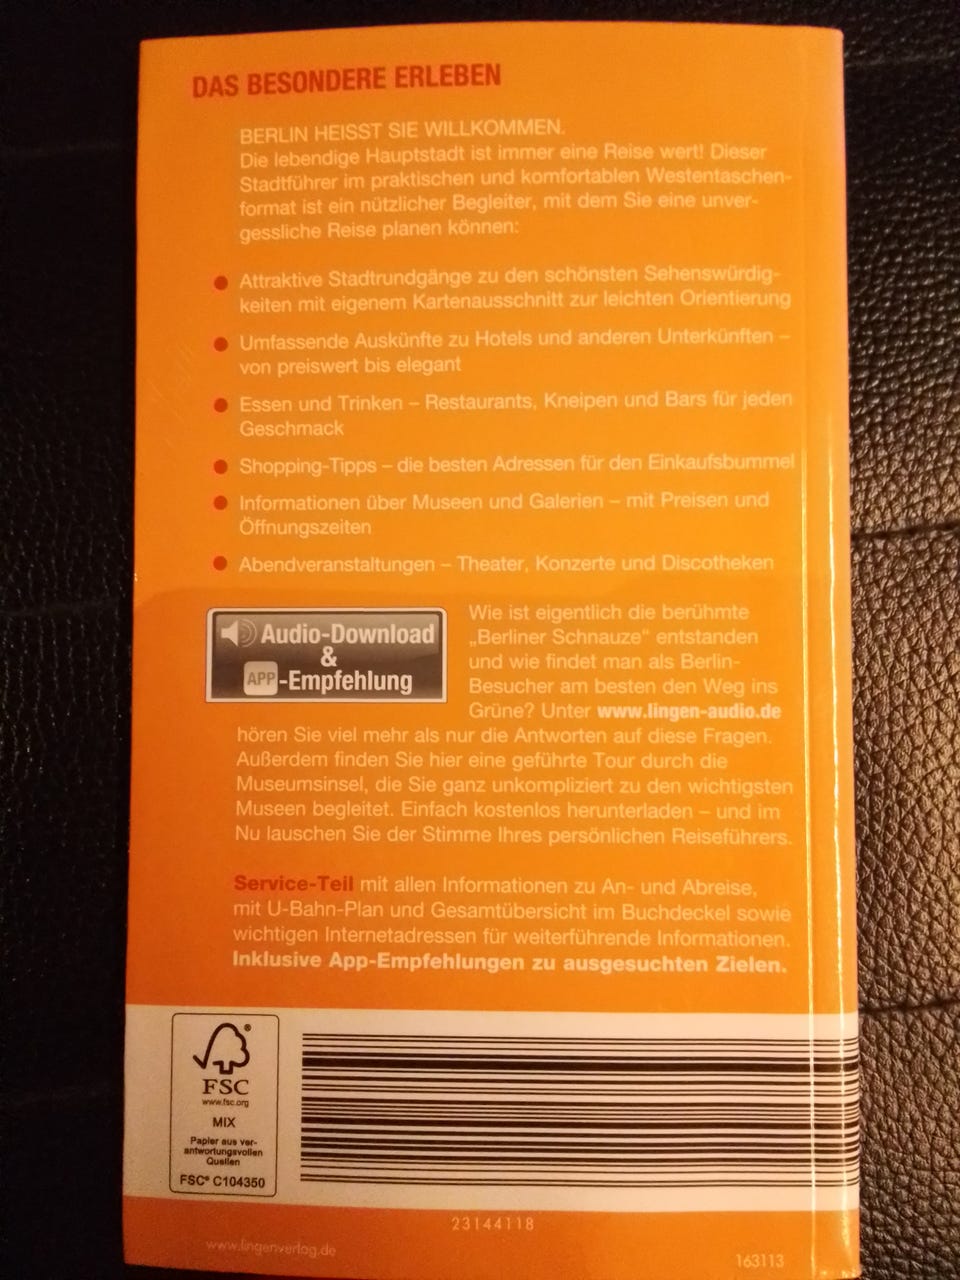 DAS BESONDERE ERLEBEN
BERLIN HEISST SIE WILLKOMMEN.
Die lebendige Hauptstadt ist immer eine Reise wert! Dieser
Stadtführer im praktischen und komfortablen Westentaschen-
format ist ein nützlicher Begleiter, mit dem Sie eine unver-
gessliche Reise planen können:
● Attraktive Stadtrundgänge zu den schönsten Sehenswürdig-
keiten mit eigenem Kartenausschnitt zur leichten Orientierung
● Umfassende Auskünfte zu Hotels und anderen Unterkünften –
von preiswert bis elegant
● Essen und Trinken – Restaurants, Kneipen und Bars für jeden
Geschmack
● Shopping-Tipps – die besten Adressen für den Einkaufsbummel
● Informationen über Museen und Galerien – mit Preisen und
Öffnungszeiten
● Abendveranstaltungen – Theater, Konzerte und Discotheken
Audio-Download
&
APP-Empfehlung
Wie ist eigentlich die berühmte
„Berliner Schnauze“ entstanden
und wie findet man als Berlin-
Besucher am besten den Weg ins
Grüne? Unter www.lingen-audio.de
hören Sie viel mehr als nur die Antworten auf diese Fragen.
Außerdem finden Sie hier eine geführte Tour durch die
Museumsinsel, die Sie ganz unkompliziert zu den wichtigsten
Museen begleitet. Einfach kostenlos herunterladen – und im
Nu lauschen Sie der Stimme Ihres persönlichen Reiseführers.
Service-Teil mit allen Informationen zu An- und Abreise,
mit U-Bahn-Plan und Gesamtübersicht im Buchdeckel sowie
wichtigen Internetadressen für weiterführende Informationen.
Inklusive App-Empfehlungen zu ausgesuchten Zielen.
®
FSC
www.fsc.org
MIX
Papier aus ver-
antwortungsvollen
Quellen
FSC® C104350
23144118
www.lingenverlag.de
163113